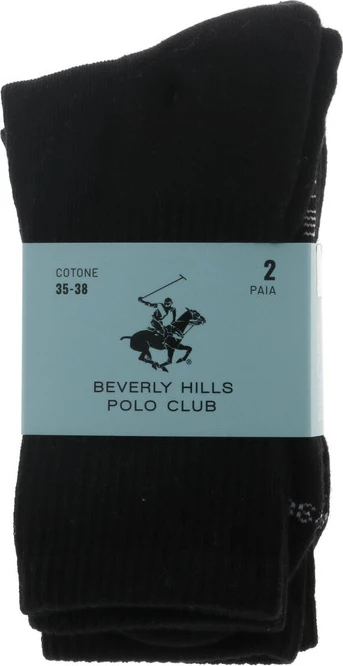 COTONE
35-38
2
PAIA
BEVERLY HILLS
POLO CLUB